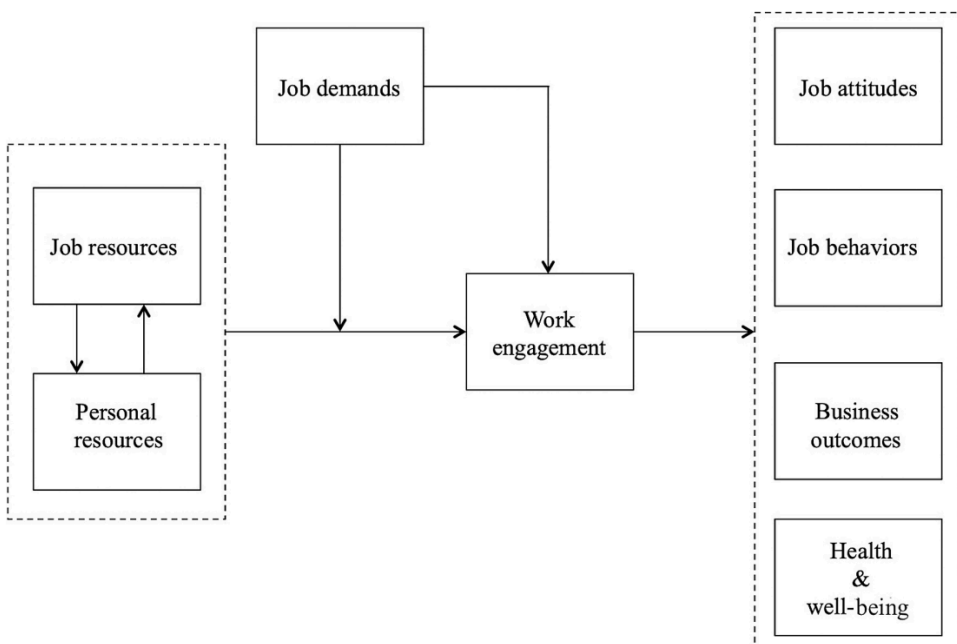 Job demands
Job attitudes
Job resources
Job behaviors
Work
engagement
Personal
resources
Business
outcomes
Health
&
well-being